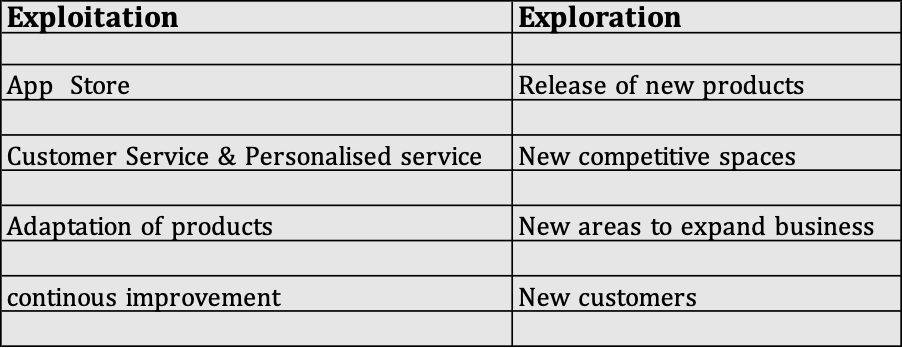 Exploitation Exploration
App Store Release of new products
Customer Service & Personalised service New competitive spaces
Adaptation of products New areas to expand business
continous improvement New customers